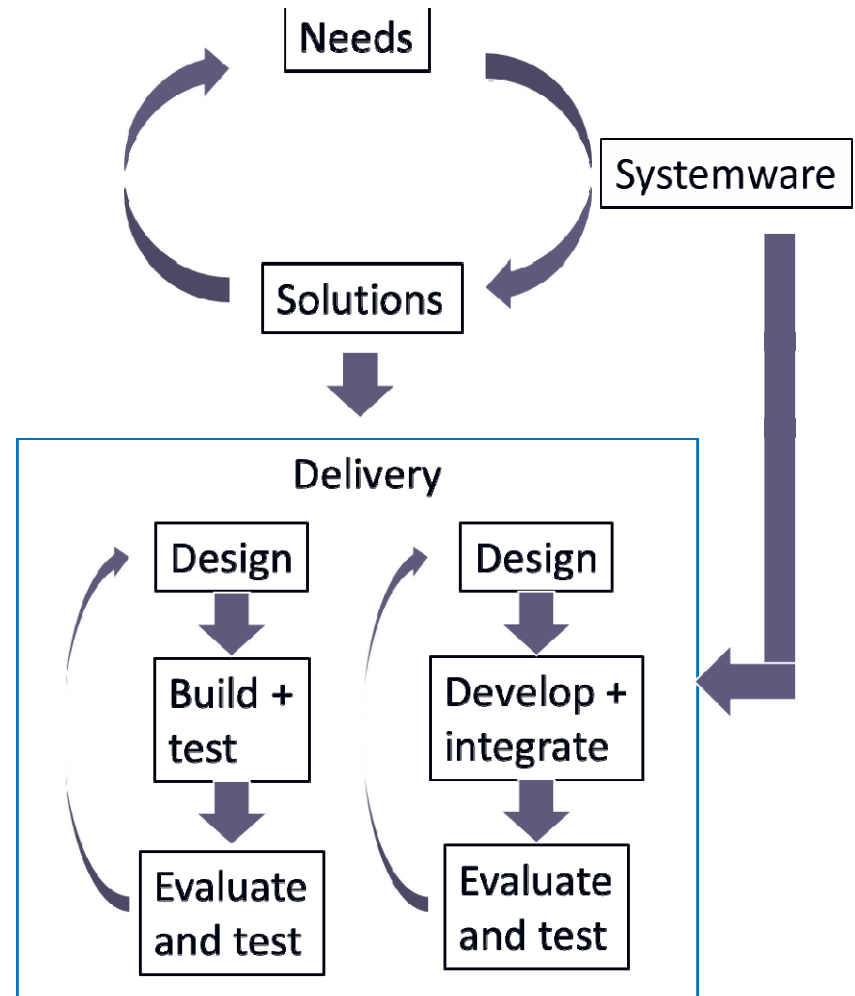 Needs
Systemware
Solutions
Delivery
Design
Build +
test
Evaluate
and test
Design
Develop +
integrate
Evaluate
and test